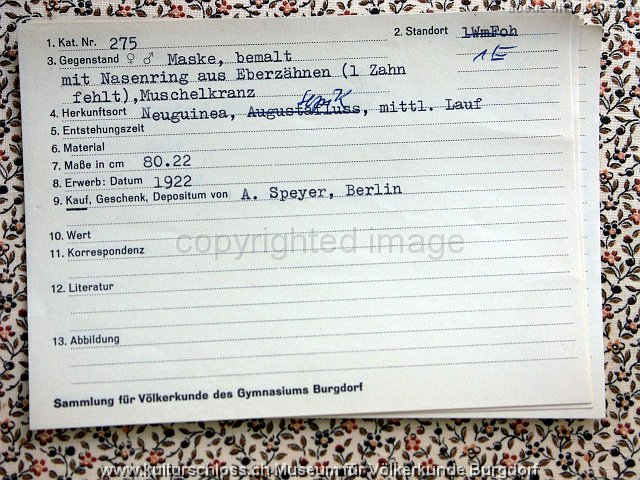 1. Kat. Nr. 275 2. Standort 1WmFoh
3. Gegenstand ♀ ♂ Maske, bemalt 1E
mit Nasenring aus Eberzähnen (1 Zahn
fehlt),Muschelkranz
4. Herkunftsort Neuguinea, Augustafluss, mittl. Lauf
5. Entstehungszeit
6. Material
7. Maße in cm 80.22
8. Erwerb: Datum 1922
9. Kauf, Geschenk, Depositum von A. Speyer, Berlin
10. Wert
copyrighted image
11. Korrespondenz
12. Literatur
13. Abbildung
Sammlung für Völkerkunde des Gymnasiums Burgdorf
www.kulturschloss.ch Museum für Völkerkunde Burgdorf